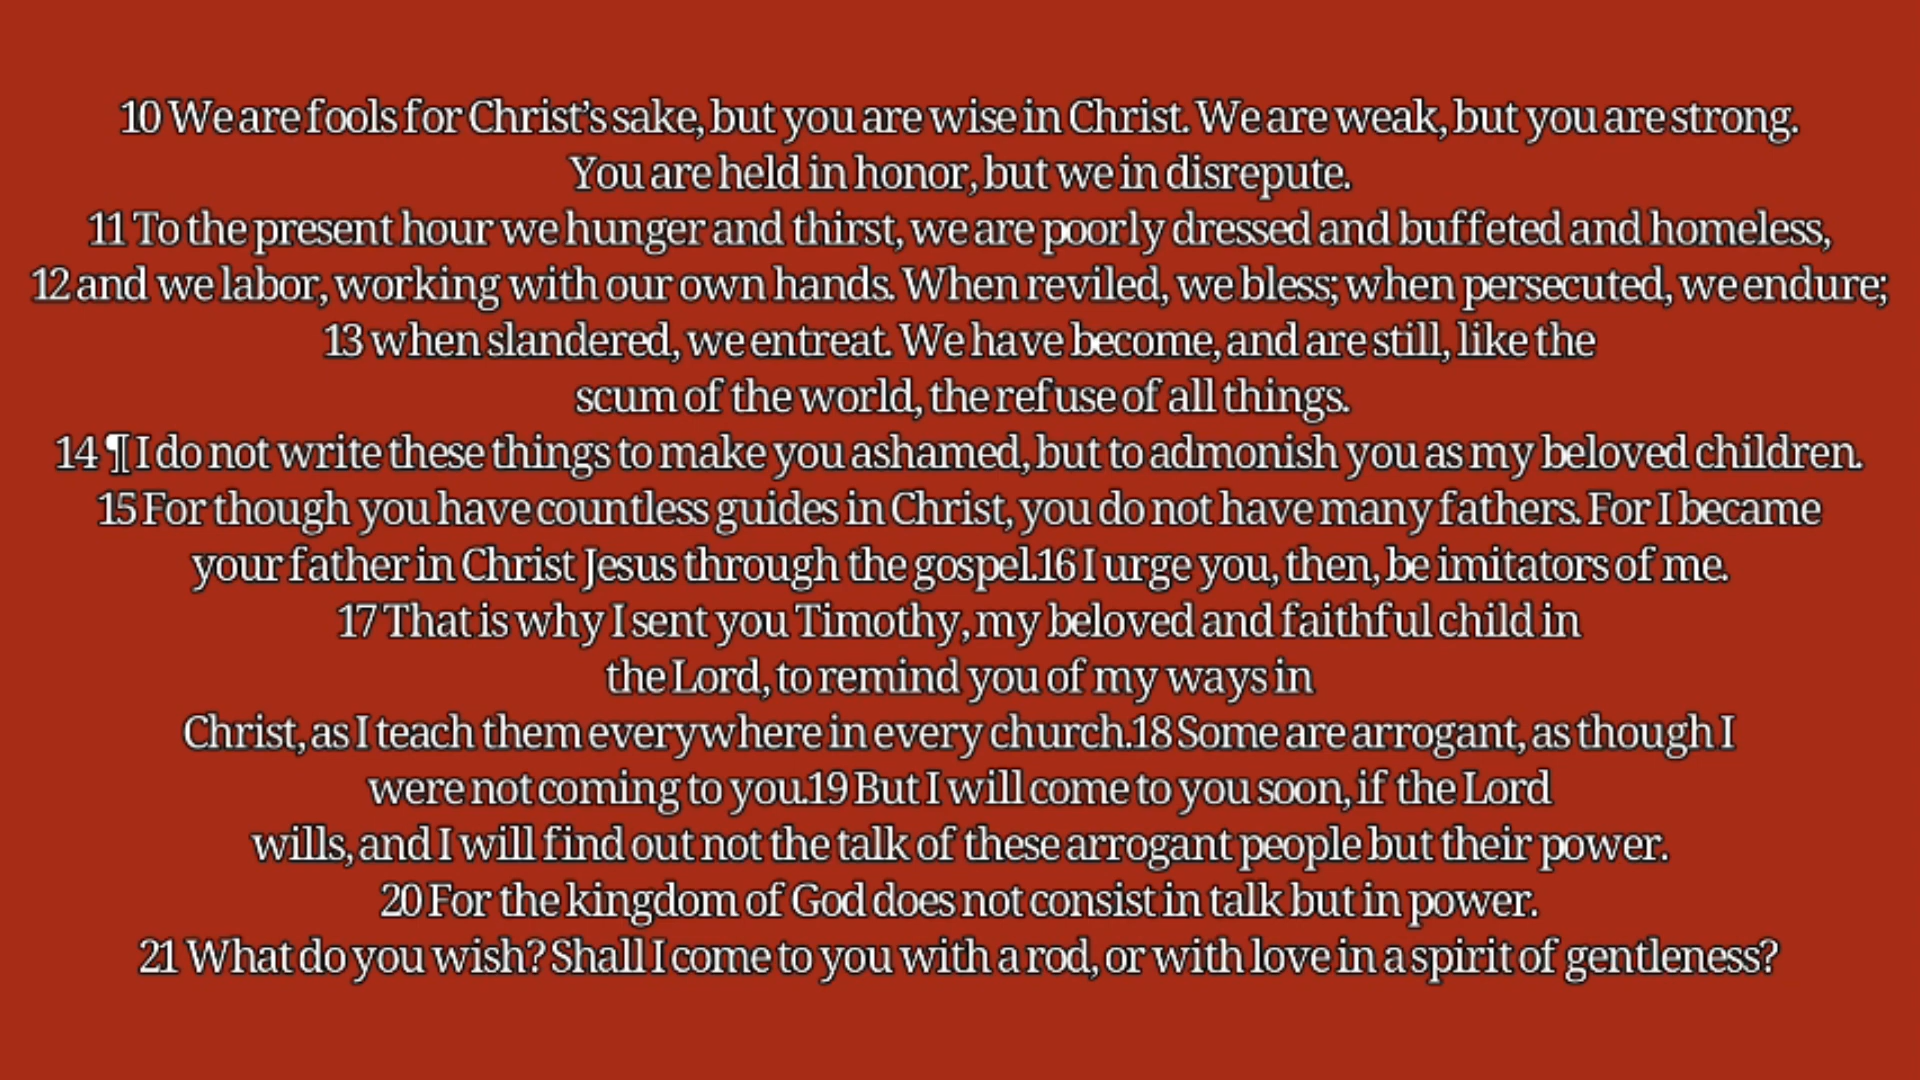 10 We are fools for Christ’s sake, but you are wise in Christ. We are weak, but you are strong.
You are held in honor, but we in disrepute.
11 To the present hour we hunger and thirst, we are poorly dressed and buffeted and homeless,
12 and we labor, working with our own hands. When reviled, we bless; when persecuted, we endure;
13 when slandered, we entreat. We have become, and are still, like the
scum of the world, the refuse of all things.
14 ¶ I do not write these things to make you ashamed, but to admonish you as my beloved children.
15 For though you have countless guides in Christ, you do not have many fathers. For I became
your father in Christ Jesus through the gospel.16 I urge you, then, be imitators of me.
17 That is why I sent you Timothy, my beloved and faithful child in
the Lord, to remind you of my ways in
Christ, as I teach them everywhere in every church.18 Some are arrogant, as though I
were not coming to you.19 But I will come to you soon, if the Lord
wills, and I will find out not the talk of these arrogant people but their power.
20 For the kingdom of God does not consist in talk but in power.
21 What do you wish? Shall I come to you with a rod, or with love in a spirit of gentleness?